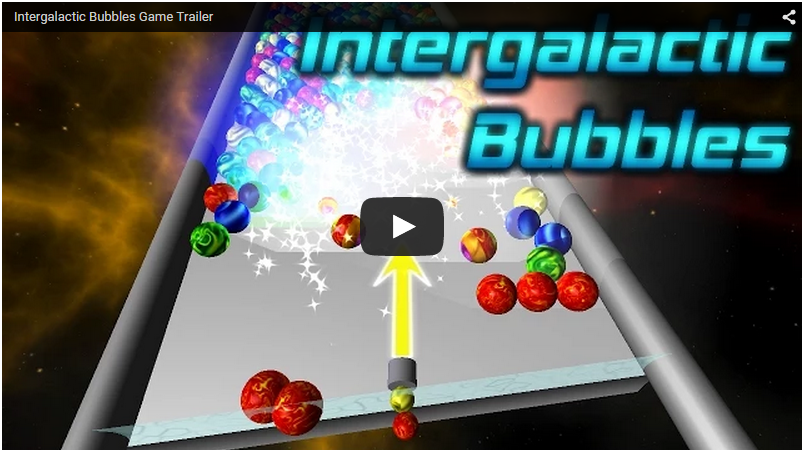 Intergalactic Bubbles Game Trailer
Intergalactic
Bubbles